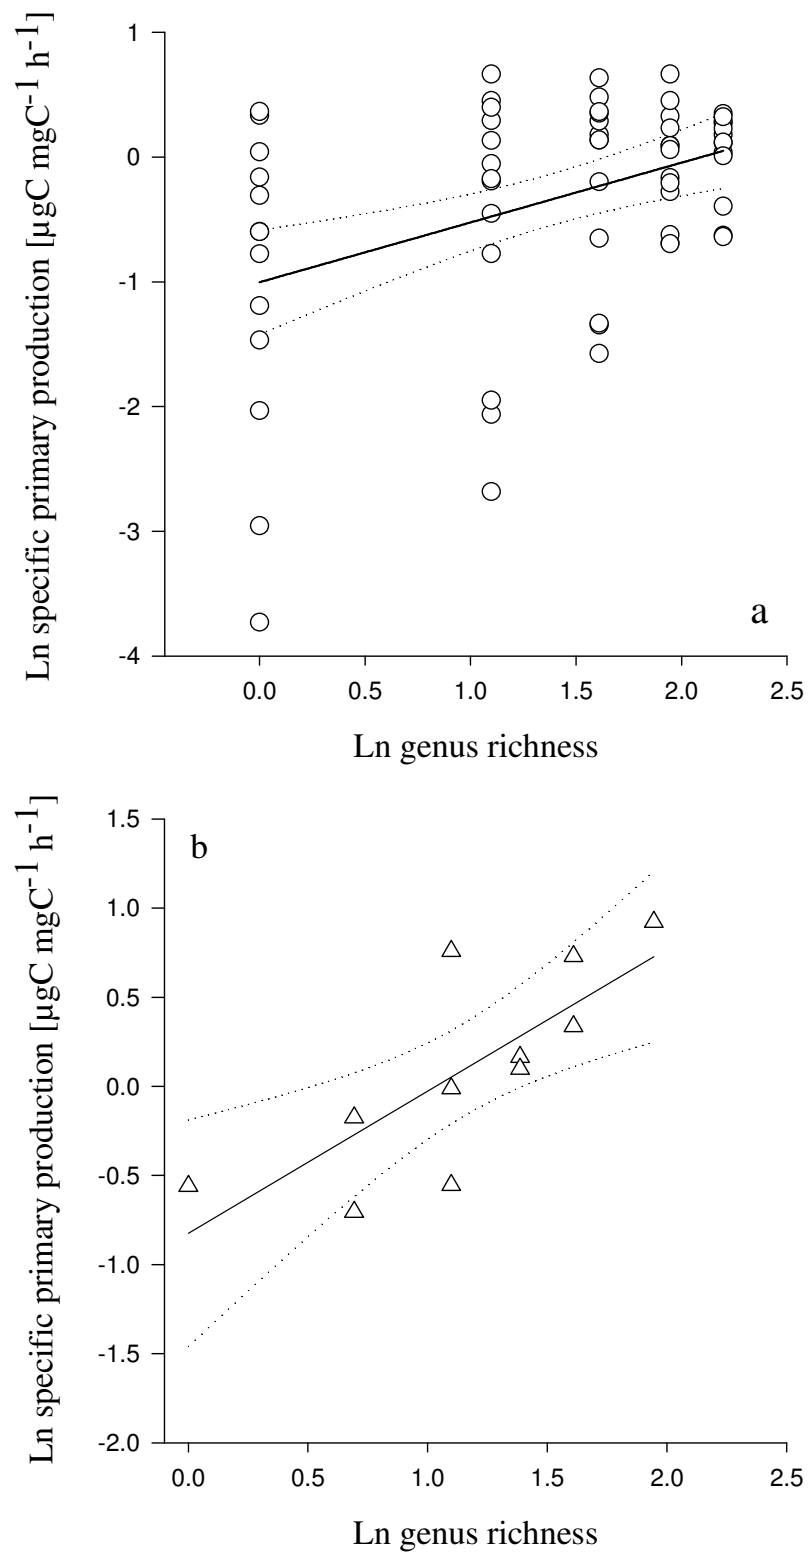 Ln specific primary production [µgC mgC-1 h-1]
1
0
-1
-2
-3
-4
a
0.0 0.5 1.0 1.5 2.0 2.5
Ln genus richness
Ln specific primary production [µgC mgC-1 h-1]
1.5
b
1.0
0.5
0.0
-0.5
-1.0
-1.5
-2.0
0.0 0.5 1.0 1.5 2.0 2.5
Ln genus richness